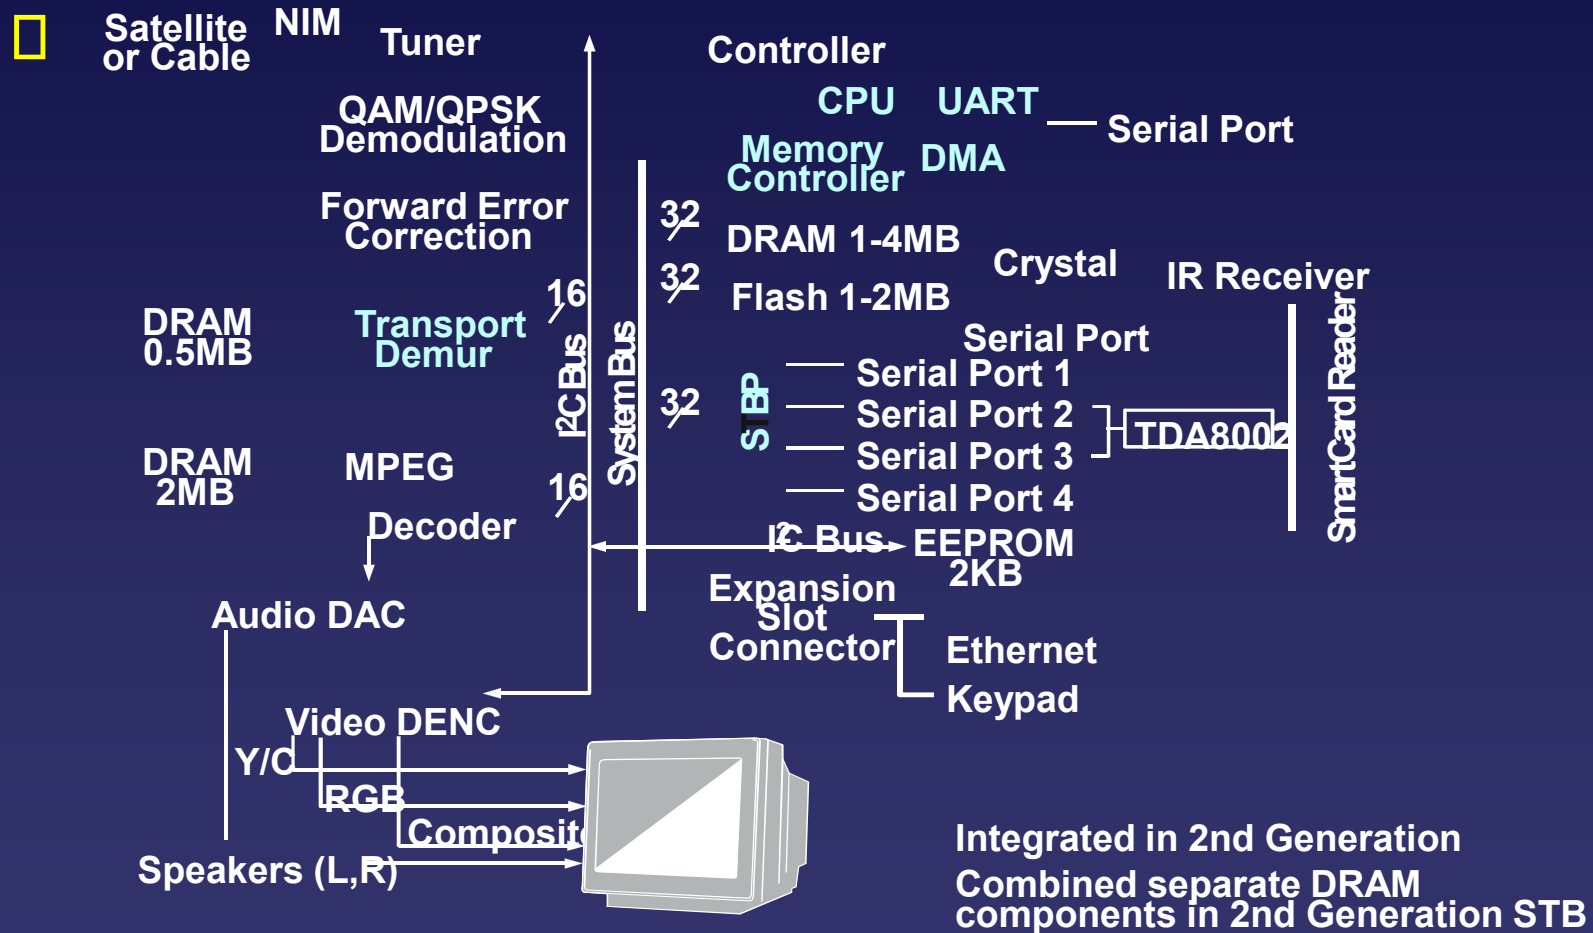 Satellite
or Cable
NIM
Tuner
QAM/QPSK
Demodulation
Forward Error
Correction
16
DRAM
0.5MB
Transport
Demur
DRAM
2MB
MPEG
Decoder
16
I2C Bus
System Bus
Audio DAC
Video DENC
Y/C
RGB
Composite
Speakers (L,R)
Controller
CPU
UART
Serial Port
Memory
Controller
DMA
32
DRAM 1-4MB
32
Flash 1-2MB
Crystal
IR Receiver
Serial Port
32
STBP
Serial Port 1
Serial Port 2
Serial Port 3
Serial Port 4
TDA8002
Smart Card Reader
I2C Bus
EEPROM
2KB
Expansion
Slot
Connector
Ethernet
Keypad
Integrated in 2nd Generation
Combined separate DRAM
components in 2nd Generation STB